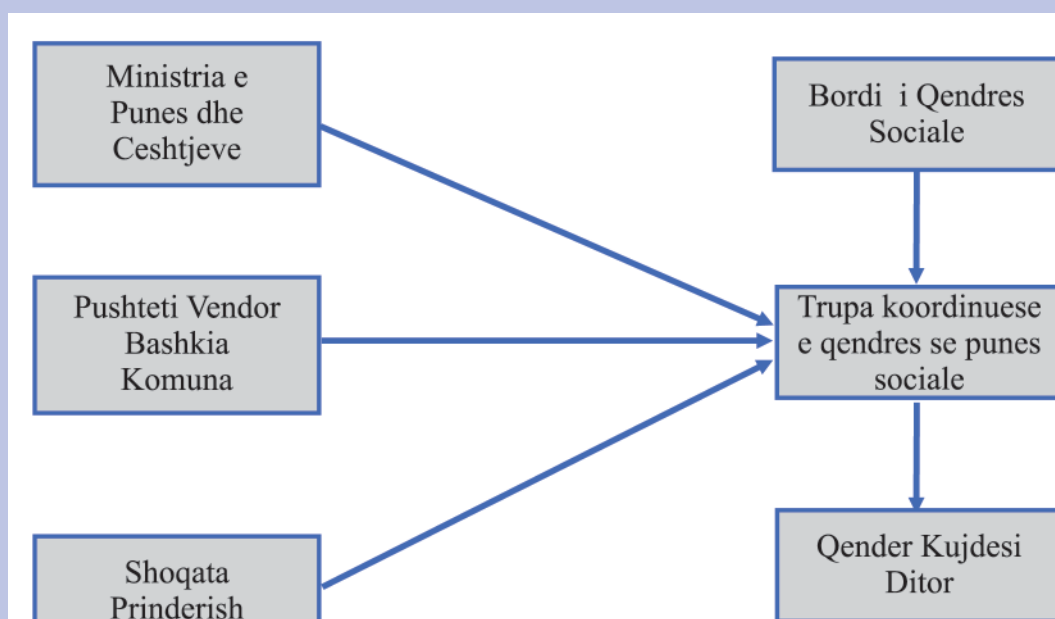 Ministria e
Punes dhe
Ceshtjeve
Bordi i Qendres
Sociale
Pushteti Vendor
Bashkia
Komuna
Trupa koordinuese
e qendres se punes
sociale
Shoqata
Prinderish
Qender Kujdesi
Ditor